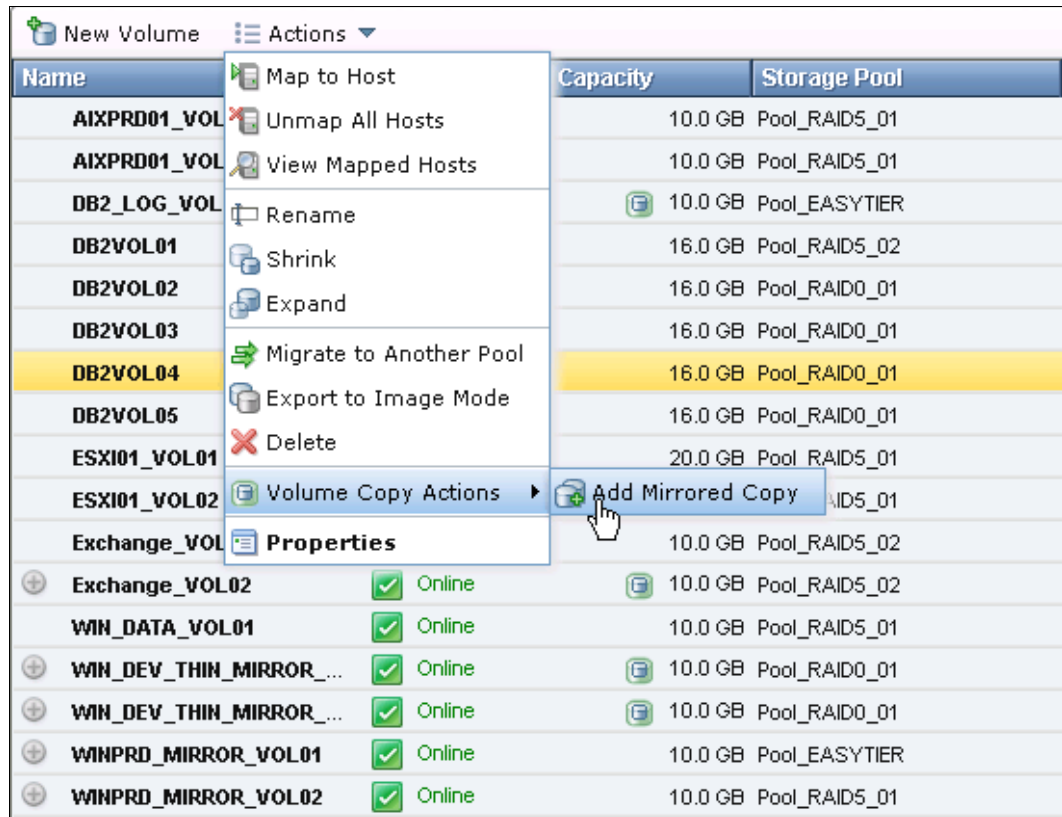 New Volume Actions
Name Capacity Storage Pool
Map to Host
AIXPRD01_VOL 10.0 GB Pool_RAID5_01
Unmap All Hosts
AIXPRD01_VOL 10.0 GB Pool_RAID5_01
View Mapped Hosts
DB2_LOG_VOL 10.0 GB Pool_EASYTIER
Rename
DB2VOL01 16.0 GB Pool_RAID5_02
Shrink
DB2VOL02 16.0 GB Pool_RAID0_01
Expand
DB2VOL03 16.0 GB Pool_RAID0_01
Migrate to Another Pool
DB2VOL04 16.0 GB Pool_RAID0_01
Export to Image Mode
DB2VOL05 16.0 GB Pool_RAID0_01
Delete
ESXI01_VOL01 20.0 GB Pool_RAID5_01
Volume Copy Actions Add Mirrored Copy
ESXI01_VOL02 ID5_01
Properties
Exchange_VOL 10.0 GB Pool_RAID5_02
Exchange_VOL02 Online 10.0 GB Pool_RAID5_02
WIN_DATA_VOL01 Online 10.0 GB Pool_RAID5_01
WIN_DEV_THIN_MIRROR_... Online 10.0 GB Pool_RAID0_01
WIN_DEV_THIN_MIRROR_... Online 10.0 GB Pool_RAID0_01
WINPRD_MIRROR_VOL01 Online 10.0 GB Pool_EASYTIER
WINPRD_MIRROR_VOL02 Online 10.0 GB Pool_RAID5_01